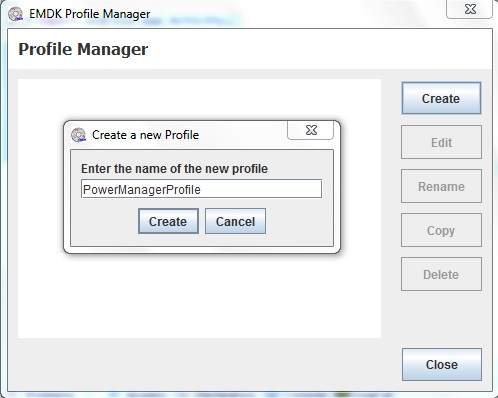 EMDK Profile Manager
Profile Manager
Create
Edit
Rename
Copy
Delete
Close
Create a new Profile
Enter the name of the new profile
PowerManagerProfile
Create
Cancel